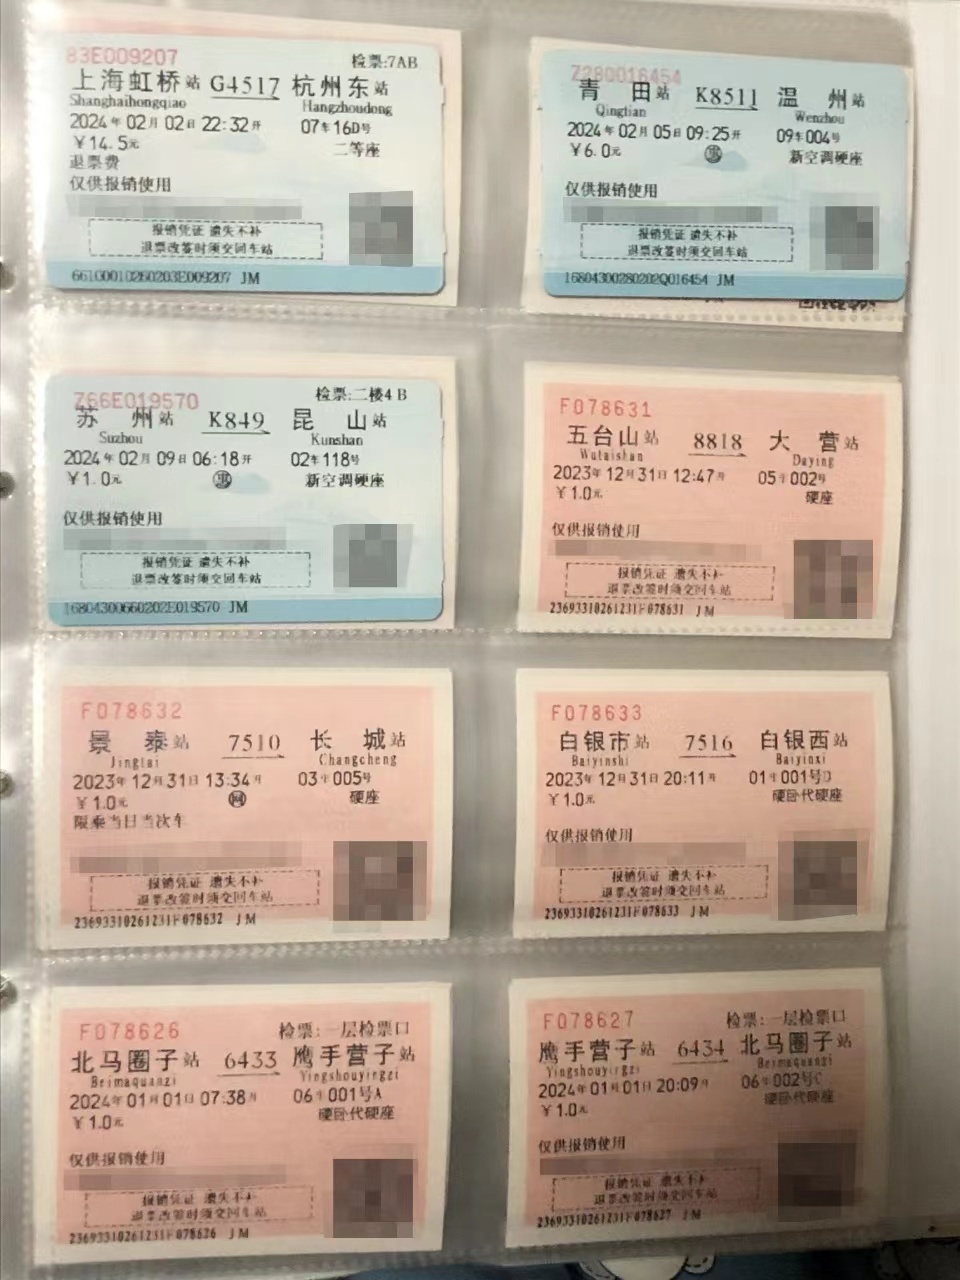 83E009207 检票:7AB
上海虹桥站 G4517 杭州东站
Shanghaihongqiao Hangzhoudong
2024年02月02日22:32开 07车16D号
￥14.5元 二等座
退票费
仅供报销使用
报销凭证 遗失不补
退票改签时须交回车站
66100010260203E009207 JM
Z280016454
青田站 K8511 温州站
Qingtian Wenzhou
2024年02月05日09:25开 09车004号
￥6.0元 新空调硬座
仅供报销使用
报销凭证 遗失不补
退票改签时须交回车站
16804300280202Q016454 JM
Z66E019570 检票:二楼4B
苏州站 K849 昆山站
Suzhou Kunshan
2024年02月09日06:18开 02车118号
￥1.0元 新空调硬座
仅供报销使用
报销凭证 遗失不补
退票改签时须交回车站
16804300660202E019570 JM
F078631
五台山站 8818 大营站
Wutaishan Daying
2023年12月31日12:47开 05车002号
￥1.0元 硬座
仅供报销使用
报销凭证 遗失不补
退票改签时须交回车站
23693310261231F078631 JM
F078632
景泰站 7510 长城站
Jingtai Changcheng
2023年12月31日13:34开 03车005号
￥1.0元 网 硬座
限乘当日当次车
报销凭证 遗失不补
退票改签时须交回车站
23693310261231F078632 JM
F078633
白银市站 7516 白银西站
Baiyinshi Baiyinxi
2023年12月31日20:11开 01车001号D
￥1.0元 硬卧代硬座
仅供报销使用
报销凭证 遗失不补
退票改签时须交回车站
23693310261231F078633 JM
F078626 检票:一层检票口
北马圈子站 6433 鹰手营子站
Beimaquanzi Yingshouyingzi
2024年01月01日07:38开 06车001号A
￥1.0元 硬卧代硬座
仅供报销使用
报销凭证 遗失不补
退票改签时须交回车站
23693310261231F078626 JM
F078627 检票:一层检票口
鹰手营子站 6434 北马圈子站
Yingshouyingzi Beimaquanzi
2024年01月01日20:09开 06车002号C
￥1.0元 硬卧代硬座
仅供报销使用
报销凭证 遗失不补
退票改签时须交回车站
23693310261231F078627 JM